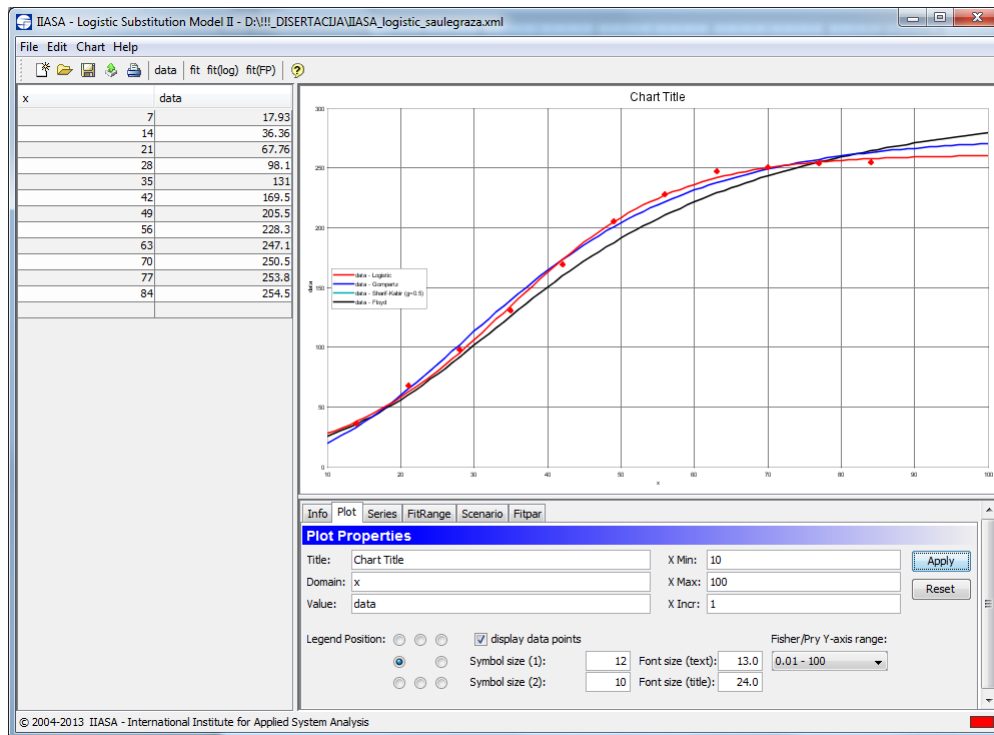 IIASA - Logistic Substitution Model II - D:\!!!_DISERTACIJA\IIASA_logistic_saulegraza.xml
File Edit Chart Help
data fit fit(log) fit(FP)
x data
7 17.93
14 36.36
21 67.76
28 98.1
35 131
42 169.5
49 205.5
56 228.3
63 247.1
70 250.5
77 253.8
84 254.5
Chart Title
300
250
200
150
100
50
0
data
data - Logistic
data - Gompertz
data - Sharif-Kabir (g=0.5)
data - Floyd
10 20 30 40 50 60 70 80 90 100
x
Info Plot Series FitRange Scenario Fitpar
Plot Properties
Title: Chart Title X Min: 10 Apply
Domain: x X Max: 100 Reset
Value: data X Incr: 1
Legend Position: display data points Fisher/Pry Y-axis range:
Symbol size (1): 12 Font size (text): 13.0 0.01 - 100
Symbol size (2): 10 Font size (title): 24.0
© 2004-2013 IIASA - International Institute for Applied System Analysis